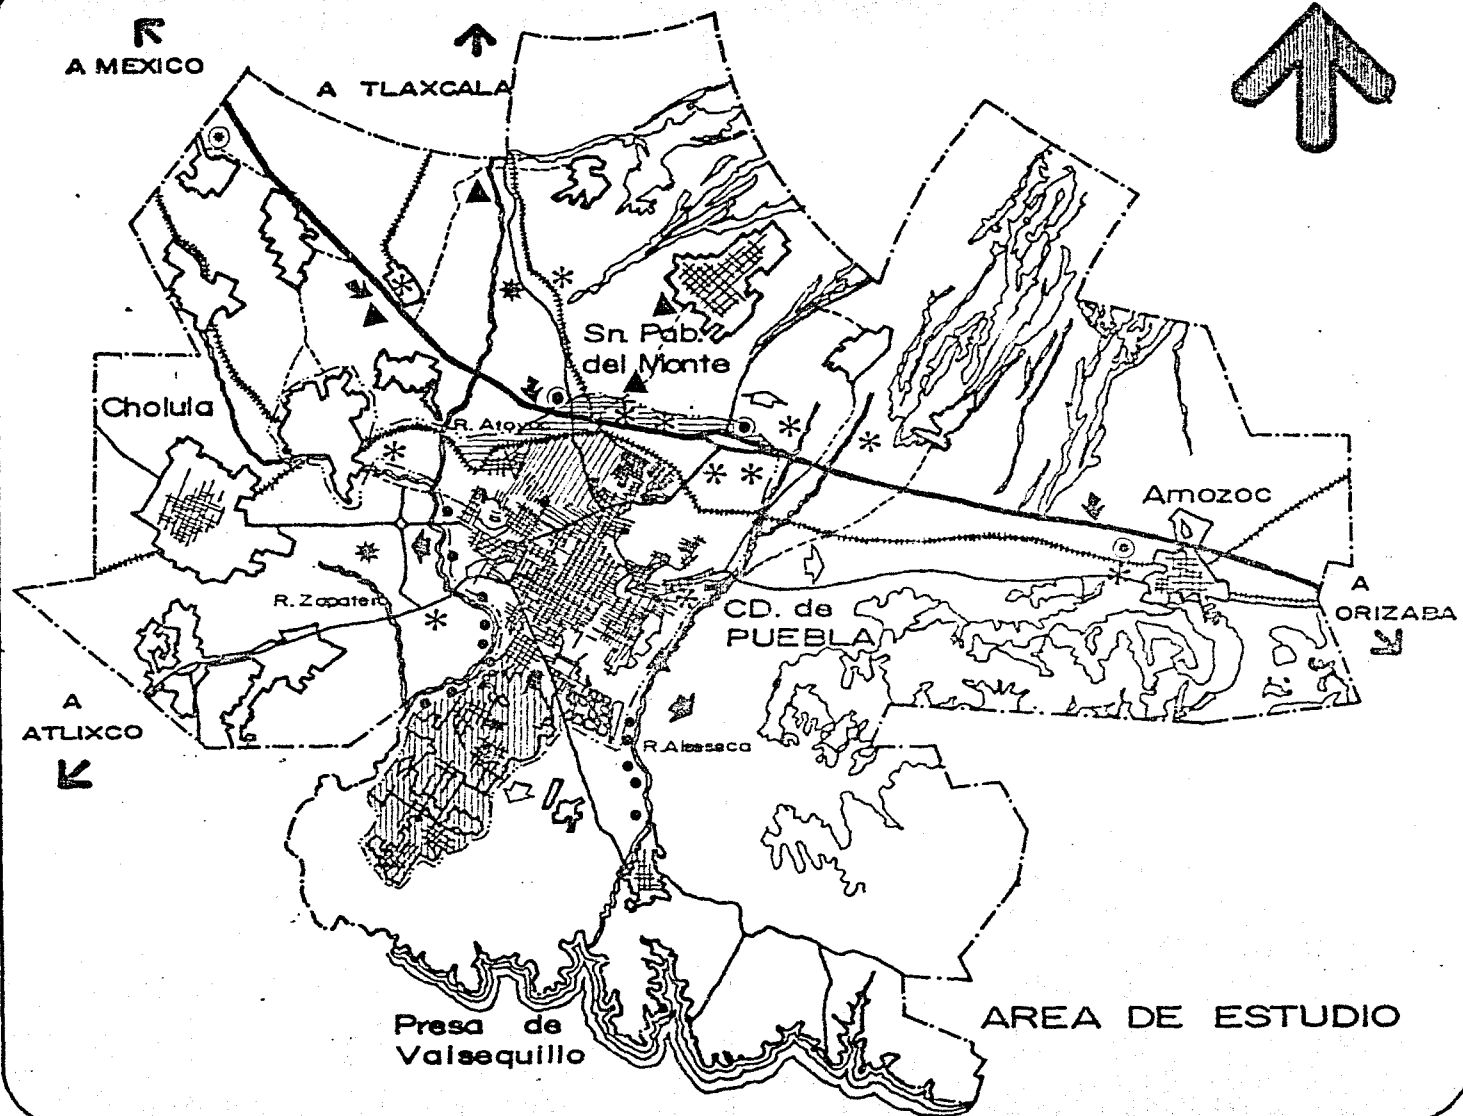 A MEXICO
A TLAXCALA
Sn. Pab.
del Monte
Cholula
R. Atoyac
Amozoc
R. Zapatero
CD. de
PUEBLA
A
ORIZABA
A
ATLIXCO
R. Alseseca
Presa de
Valsequillo
AREA DE ESTUDIO